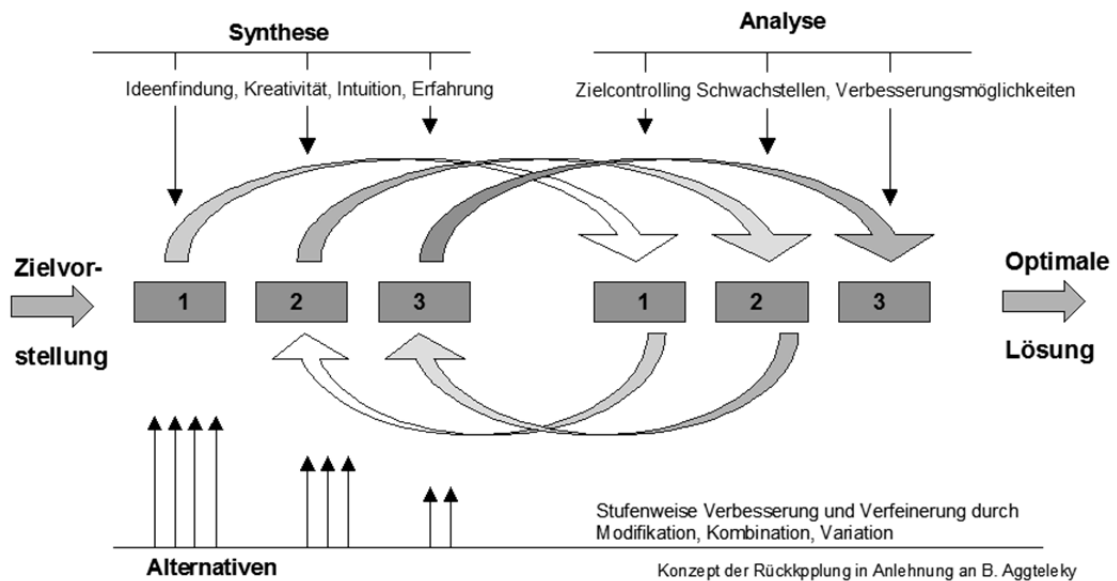 Synthese
Analyse
Ideenfindung, Kreativität, Intuition, Erfahrung
Zielcontrolling Schwachstellen, Verbesserungsmöglichkeiten
Zielvor-
stellung
1
2
3
1
2
3
Optimale
Lösung
Stufenweise Verbesserung und Verfeinerung durch
Modifikation, Kombination, Variation
Alternativen
Konzept der Rückkpplung in Anlehnung an B. Aggteleky